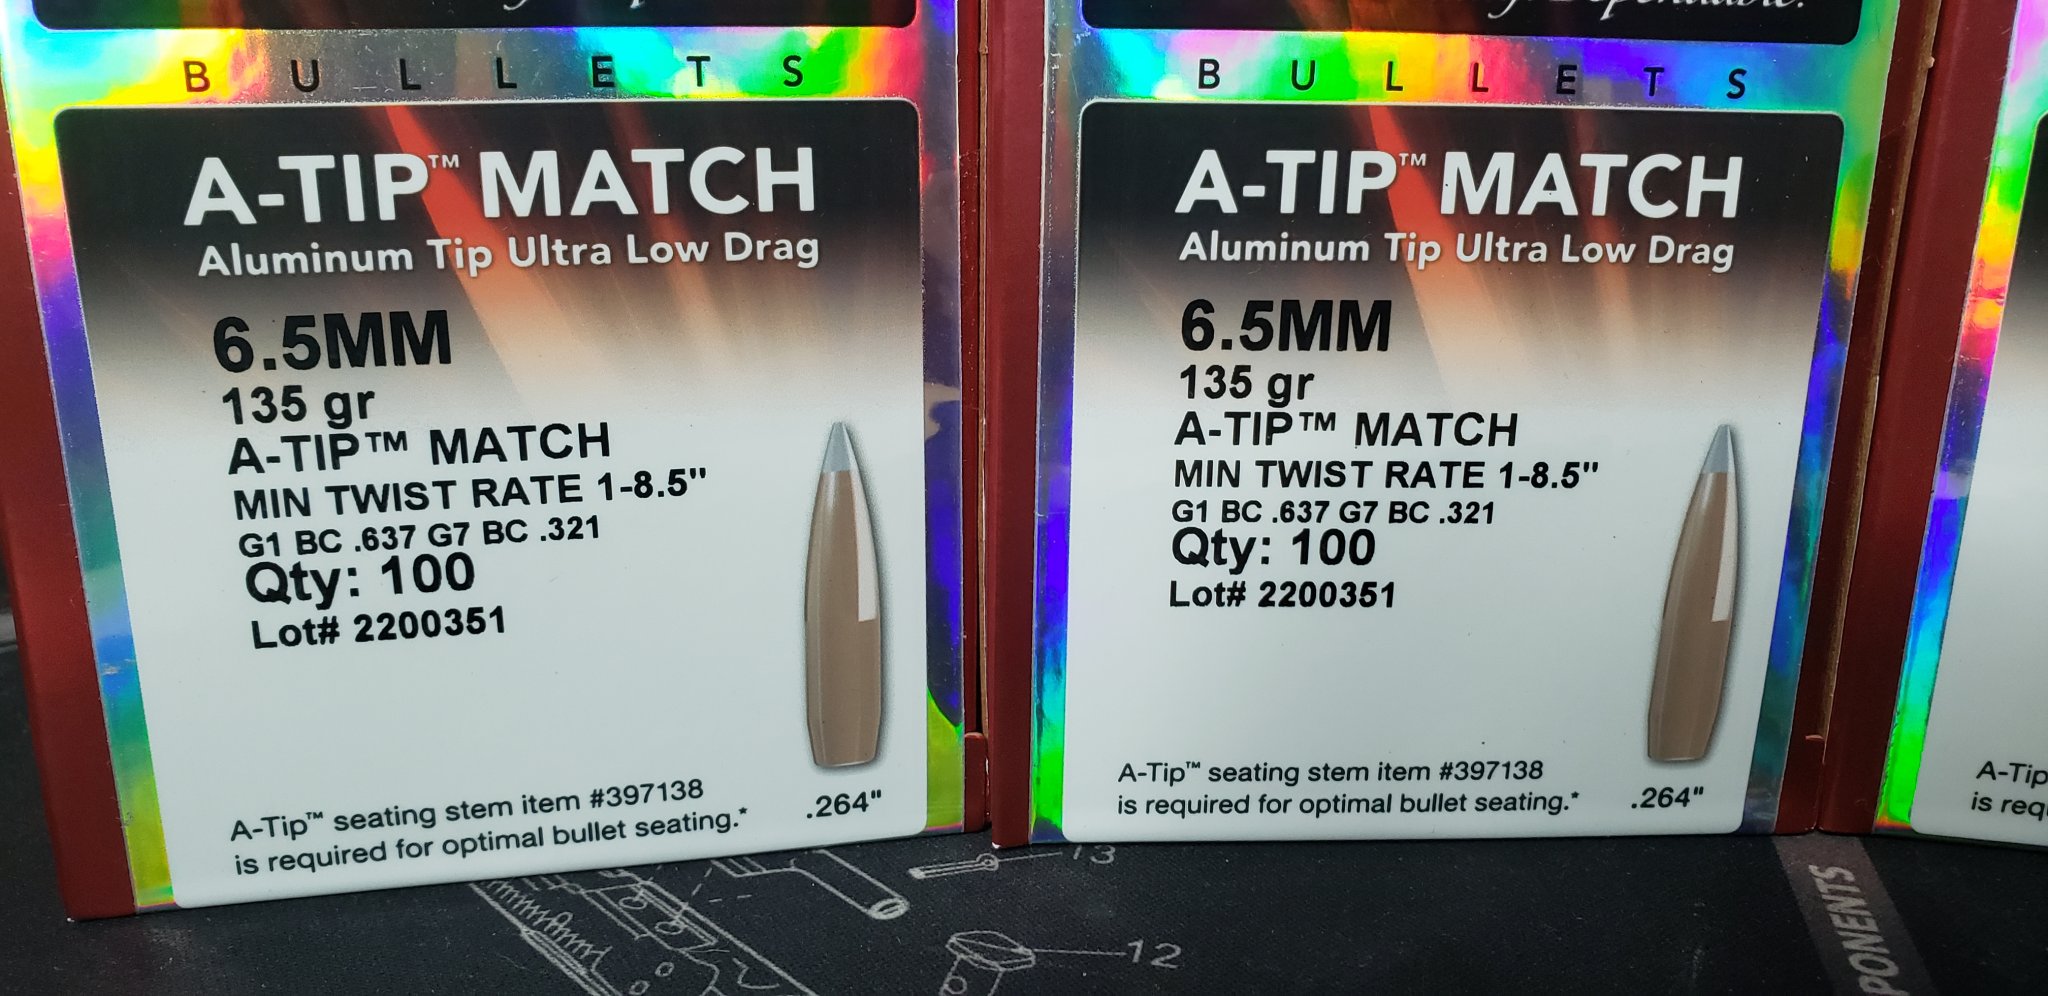 BULLETS
A-TIP™ MATCH
Aluminum Tip Ultra Low Drag
6.5MM
135 gr
A-TIP™ MATCH
MIN TWIST RATE 1-8.5"
G1 BC .637 G7 BC .321
Qty: 100
Lot# 2200351
A-Tip™ seating stem item #397138
is required for optimal bullet seating.*
.264"
Dependable.
BULLETS
A-TIP™ MATCH
Aluminum Tip Ultra Low Drag
6.5MM
135 gr
A-TIP™ MATCH
MIN TWIST RATE 1-8.5"
G1 BC .637 G7 BC .321
Qty: 100
Lot# 2200351
A-Tip™ seating stem item #397138
is required for optimal bullet seating.*
.264"
A-Tip
is req
13
12
PONENTS